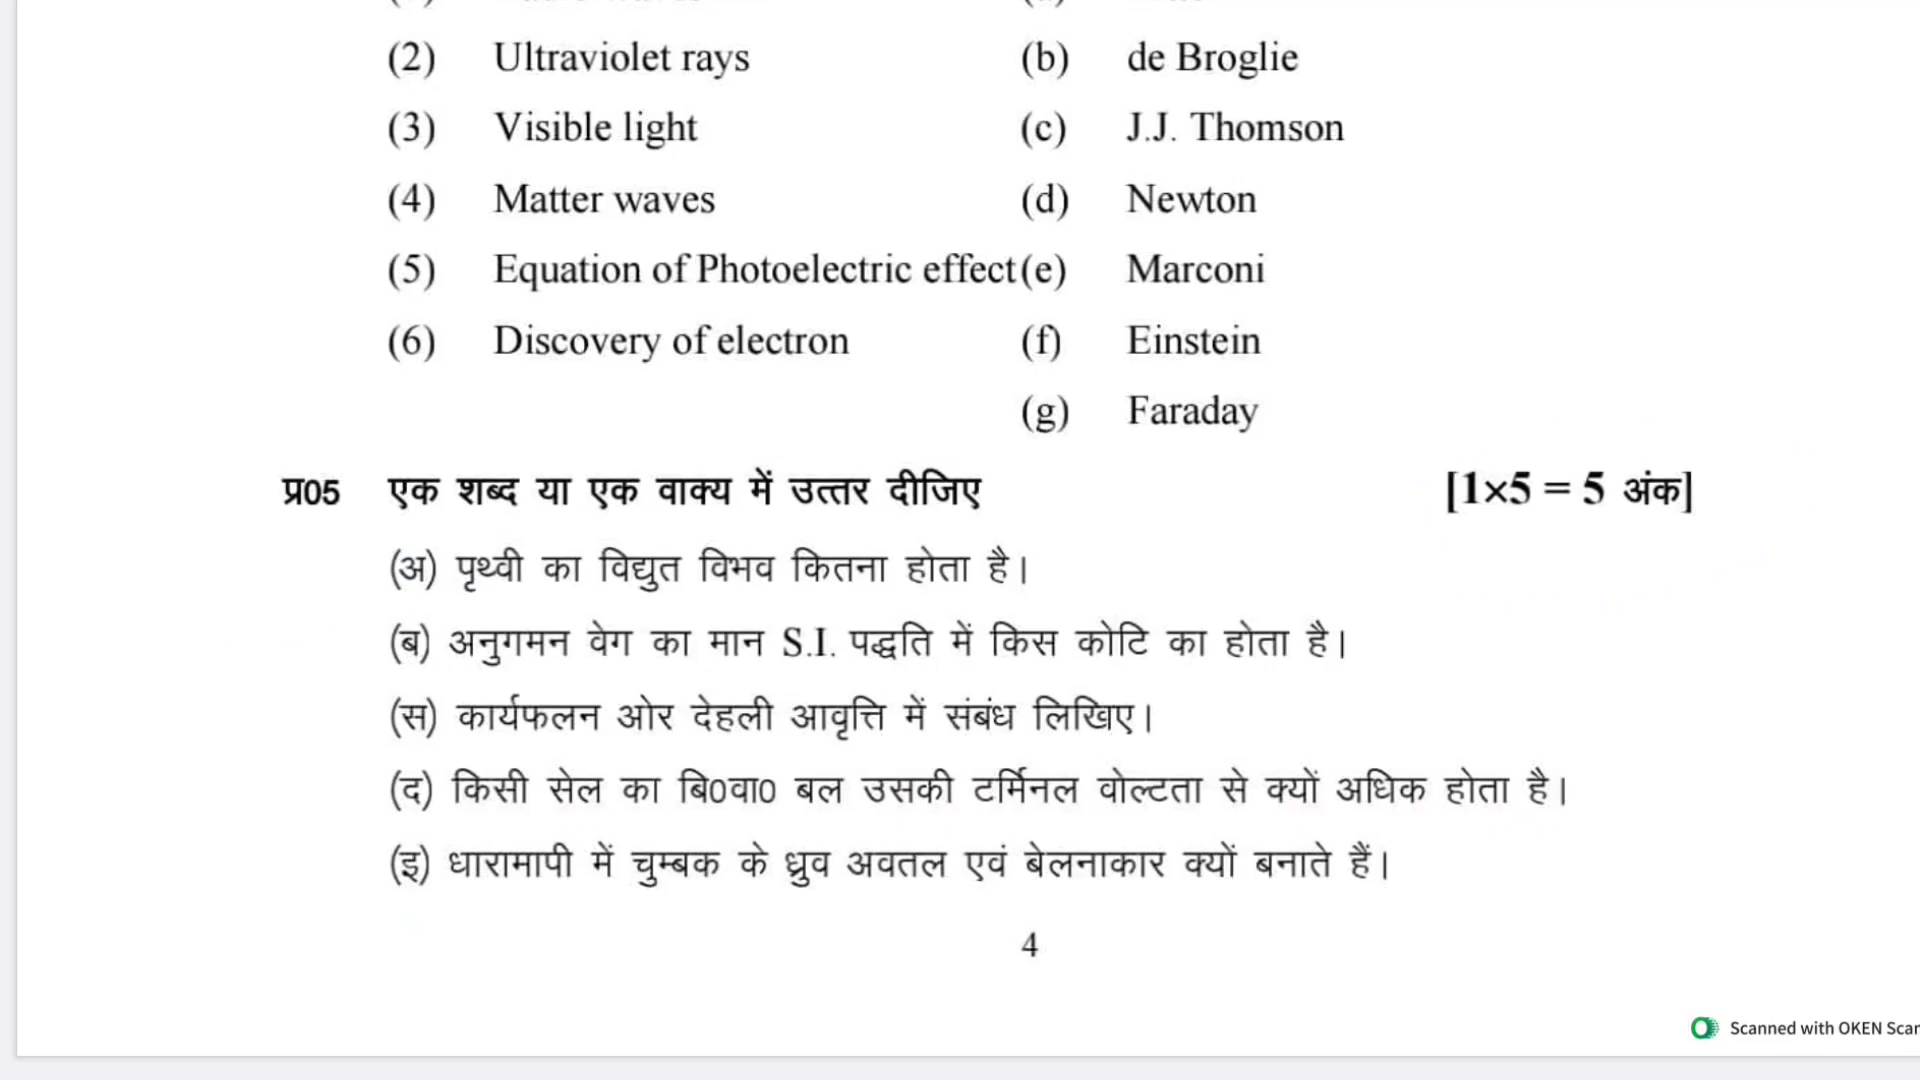 (2) Ultraviolet rays (b) de Broglie
(3) Visible light (c) J.J. Thomson
(4) Matter waves (d) Newton
(5) Equation of Photoelectric effect (e) Marconi
(6) Discovery of electron (f) Einstein
(g) Faraday
प्र05 एक शब्द या एक वाक्य में उत्तर दीजिए [1×5 = 5 अंक]
(अ) पृथ्वी का विद्युत विभव कितना होता है।
(ब) अनुगमन वेग का मान S.I. पद्धति में किस कोटि का होता है।
(स) कार्यफलन ओर देहली आवृत्ति में संबंध लिखिए।
(द) किसी सेल का बि0वा0 बल उसकी टर्मिनल वोल्टता से क्यों अधिक होता है।
(इ) धारामापी में चुम्बक के ध्रुव अवतल एवं बेलनाकार क्यों बनाते हैं।
4
Scanned with OKEN Scar